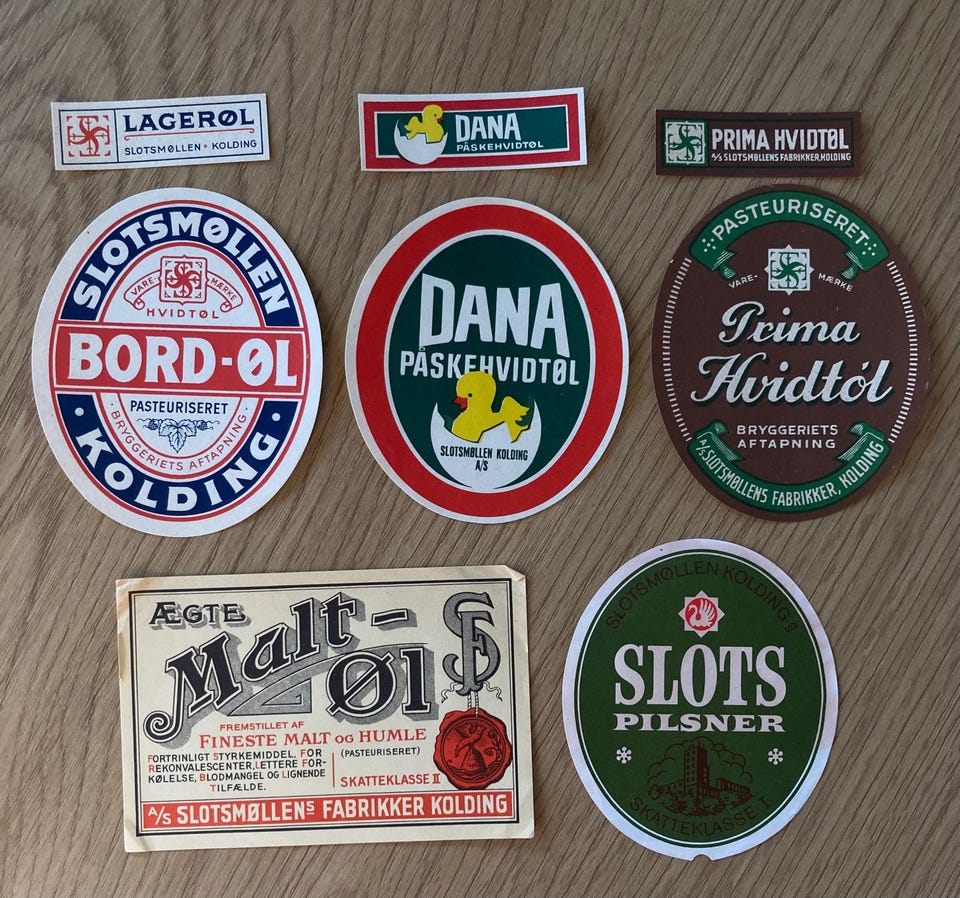 LAGERØL
SLOTSMØLLEN • KOLDING
DANA
PÅSKEHVIDTØL
PRIMA HVIDTØL
A/S SLOTSMØLLENS FABRIKKER, KOLDING
SLOTSMØLLEN
VARE- MÆRKE
HVIDTØL
BORD-ØL
PASTEURISERET
• BRYGGERIETS AFTAPNING •
• KOLDING •
DANA
PÅSKEHVIDTØL
SLOTSMØLLEN KOLDING
A/S
PASTEURISERET
VARE- MÆRKE
Prima
Hvidtøl
BRYGGERIETS
AFTAPNING
A/S SLOTSMØLLENS FABRIKKER, KOLDING
ÆGTE
Malt-
Øl
SF
FREMSTILLET AF
FINESTE MALT OG HUMLE
FORTRINLIGT STYRKEMIDDEL, FOR
REKONVALESCENTER, LETTERE FOR-
KØLELSE, BLODMANGEL OG LIGNENDE
TILFÆLDE.
(PASTEURISERET)
SKATTEKLASSE II
A/S SLOTSMØLLENS FABRIKKER KOLDING
SLOTSMØLLEN KOLDING A/S
SLOTS
PILSNER
SKATTEKLASSE I